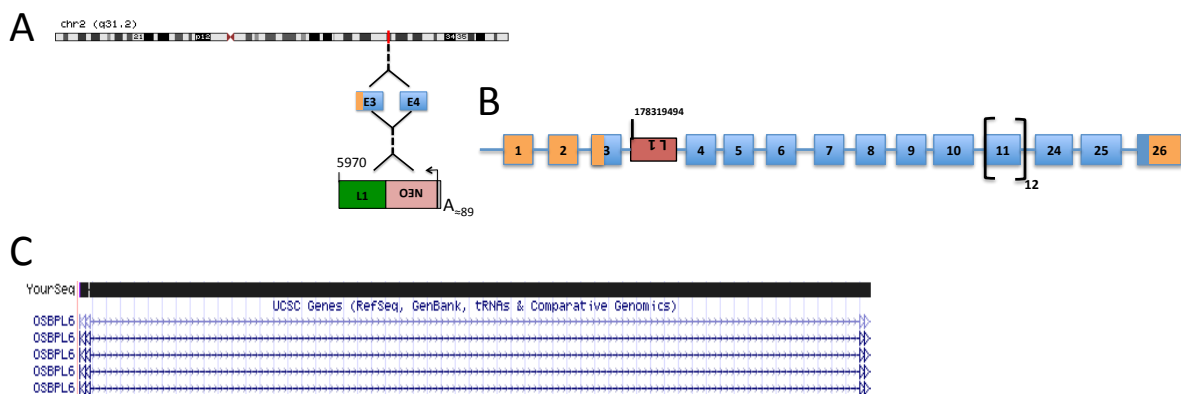 A
chr2 (q31.2)
21 p12 34 35
E3 E4
5970
L1 NEO
A≈89
B
178319494
1 2 3 L1 4 5 6 7 8 9 10 11 24 25 26
12
C
YourSeq
UCSC Genes (RefSeq, GenBank, tRNAs & Comparative Genomics)
OSBPL6
OSBPL6
OSBPL6
OSBPL6
OSBPL6